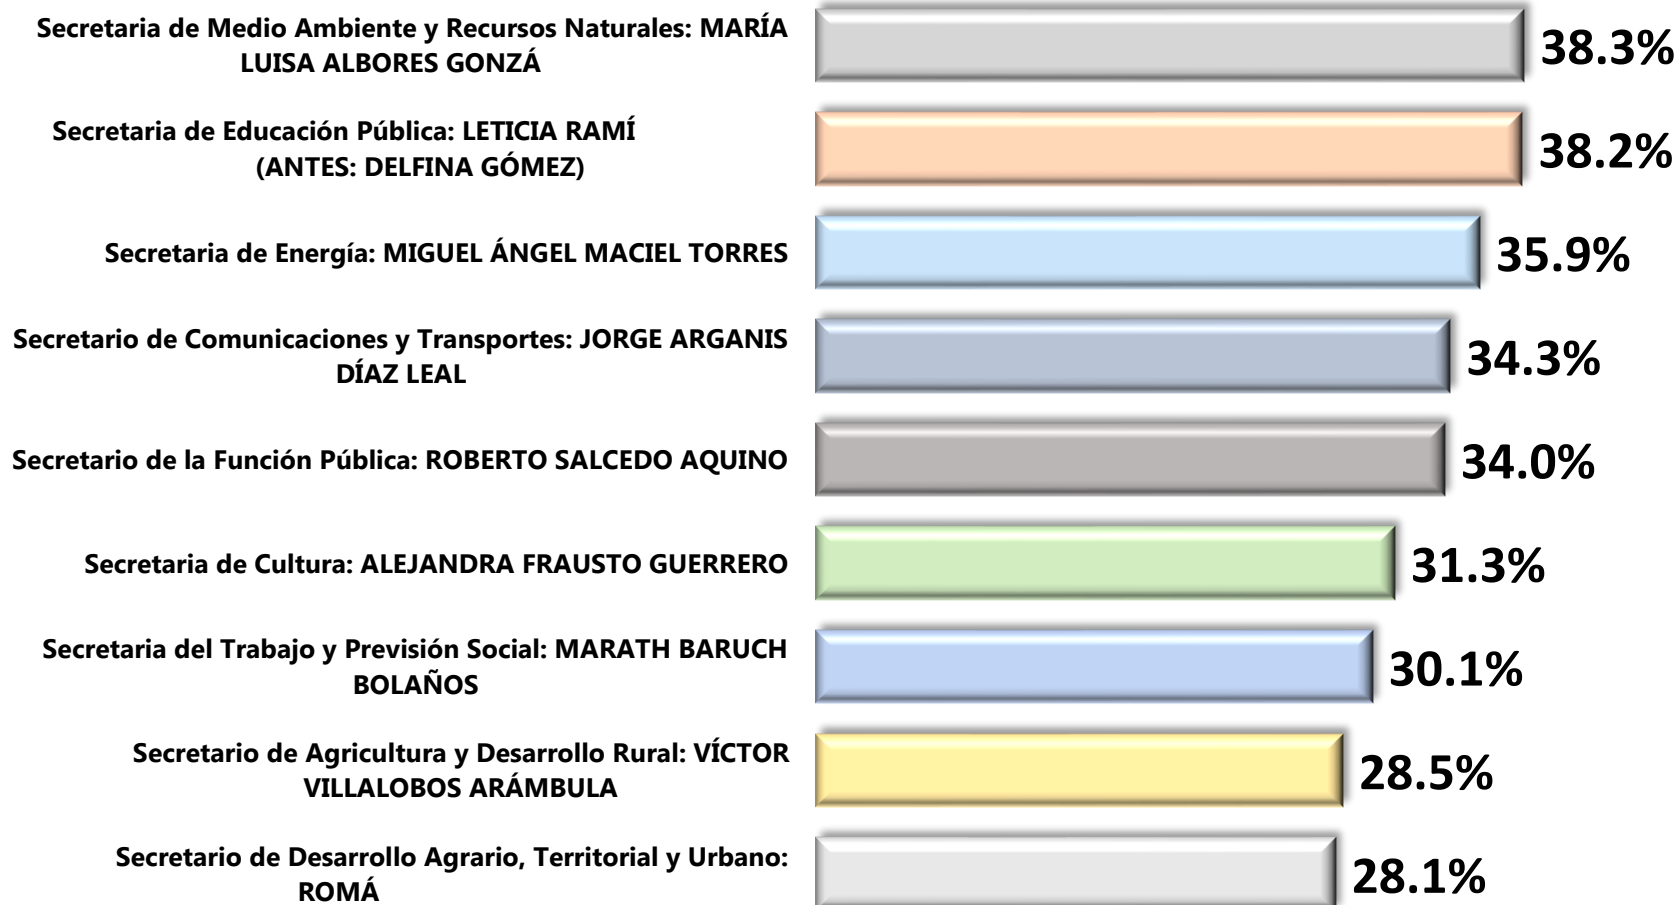 Secretaria de Medio Ambiente y Recursos Naturales: MARÍA
LUISA ALBORES GONZÁ
38.3%
Secretaria de Educación Pública: LETICIA RAMÍ
(ANTES: DELFINA GÓMEZ)
38.2%
Secretaria de Energía: MIGUEL ÁNGEL MACIEL TORRES
35.9%
Secretario de Comunicaciones y Transportes: JORGE ARGANIS
DÍAZ LEAL
34.3%
Secretario de la Función Pública: ROBERTO SALCEDO AQUINO
34.0%
Secretaria de Cultura: ALEJANDRA FRAUSTO GUERRERO
31.3%
Secretaria del Trabajo y Previsión Social: MARATH BARUCH
BOLAÑOS
30.1%
Secretario de Agricultura y Desarrollo Rural: VÍCTOR
VILLALOBOS ARÁMBULA
28.5%
Secretario de Desarrollo Agrario, Territorial y Urbano:
ROMÁ
28.1%